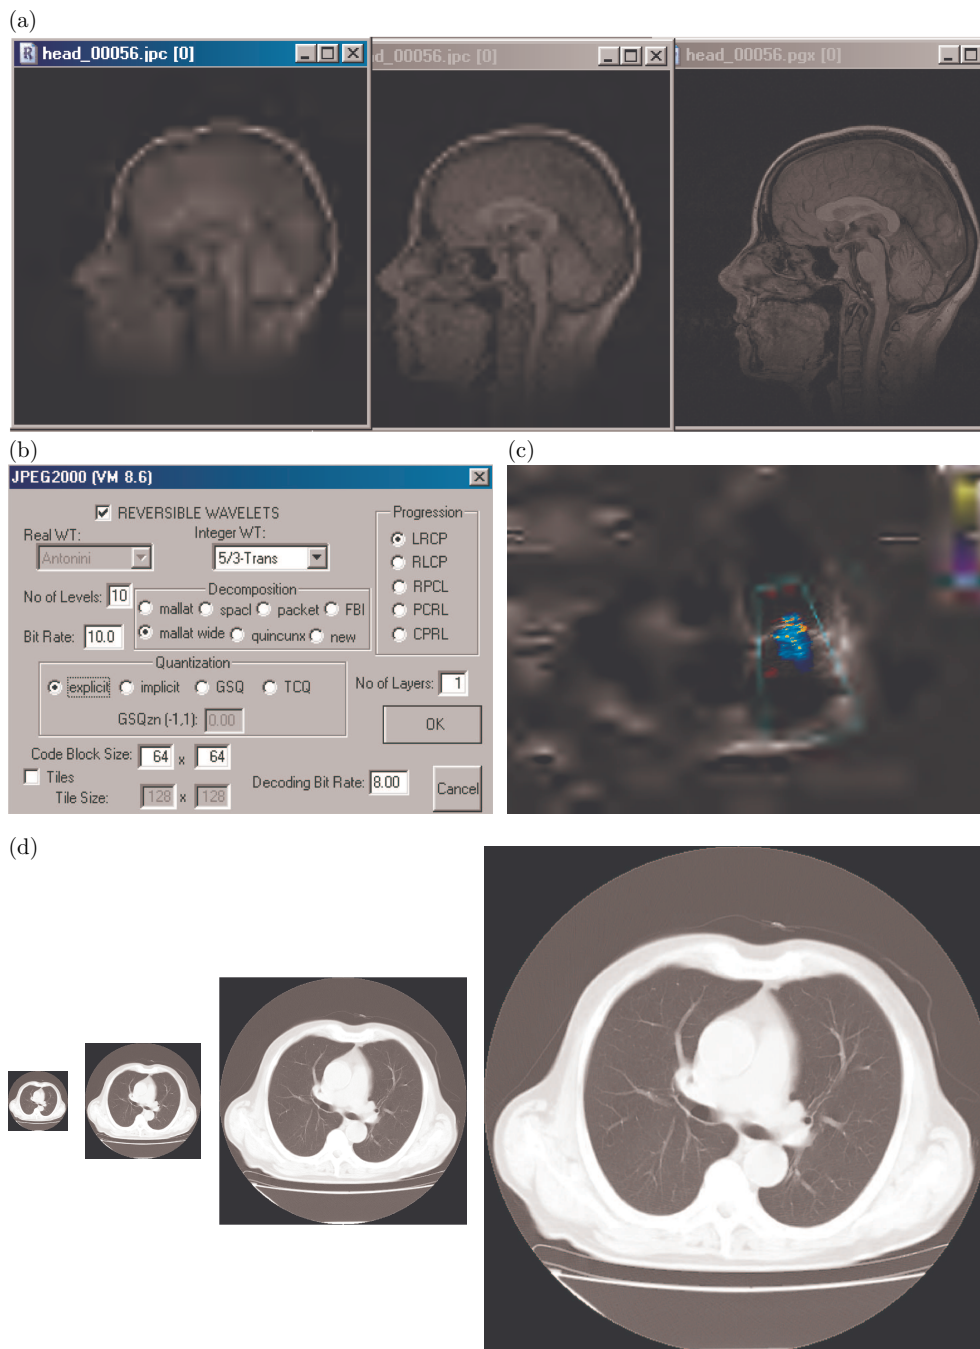 (a)
head_00056.jpc [0]
d_00056.jpc [0]
head_00056.pgx [0]
(b)
(c)
JPEG2000 (VM 8.6)
REVERSIBLE WAVELETS
Real WT:
Integer WT:
Antonini
5/3-Trans
No of Levels: 10
Decomposition
mallat spacl packet FBI
mallat wide quincunx new
Bit Rate: 10.0
Progression
LRCP
RLCP
RPCL
PCRL
CPRL
Quantization
explicit implicit GSQ TCQ
GSQzn (-1,1): 0.00
No of Layers: 1
OK
Code Block Size: 64 x 64
Tiles
Tile Size: 128 x 128
Decoding Bit Rate: 8.00
Cancel
(d)